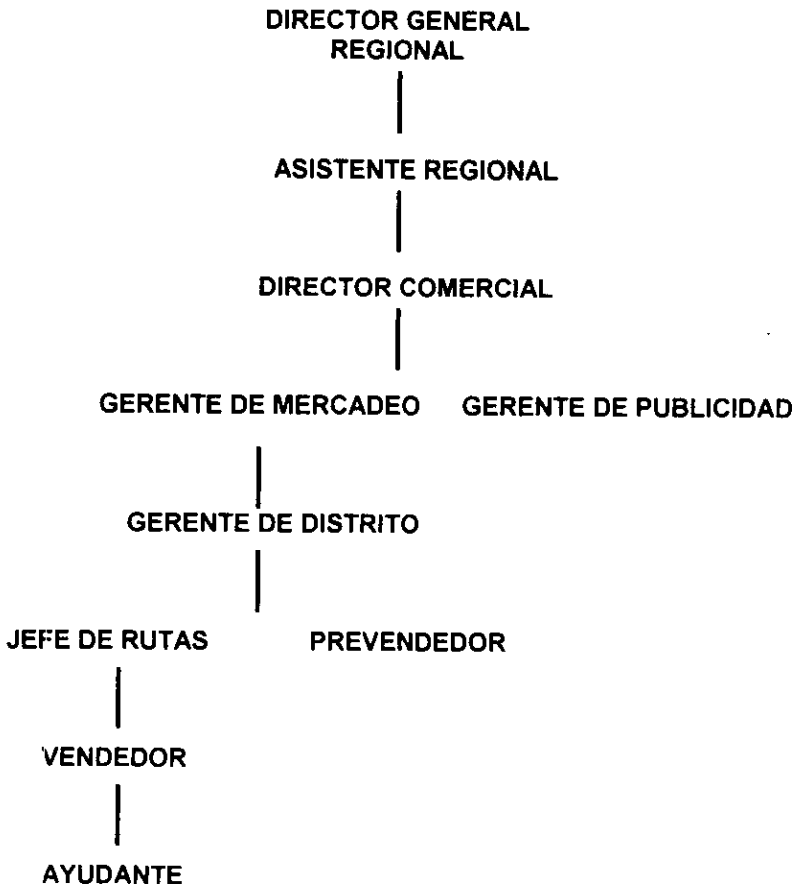 DIRECTOR GENERAL
REGIONAL
ASISTENTE REGIONAL
DIRECTOR COMERCIAL
GERENTE DE MERCADEO GERENTE DE PUBLICIDAD
GERENTE DE DISTRITO
JEFE DE RUTAS PREVENDEDOR
VENDEDOR
AYUDANTE